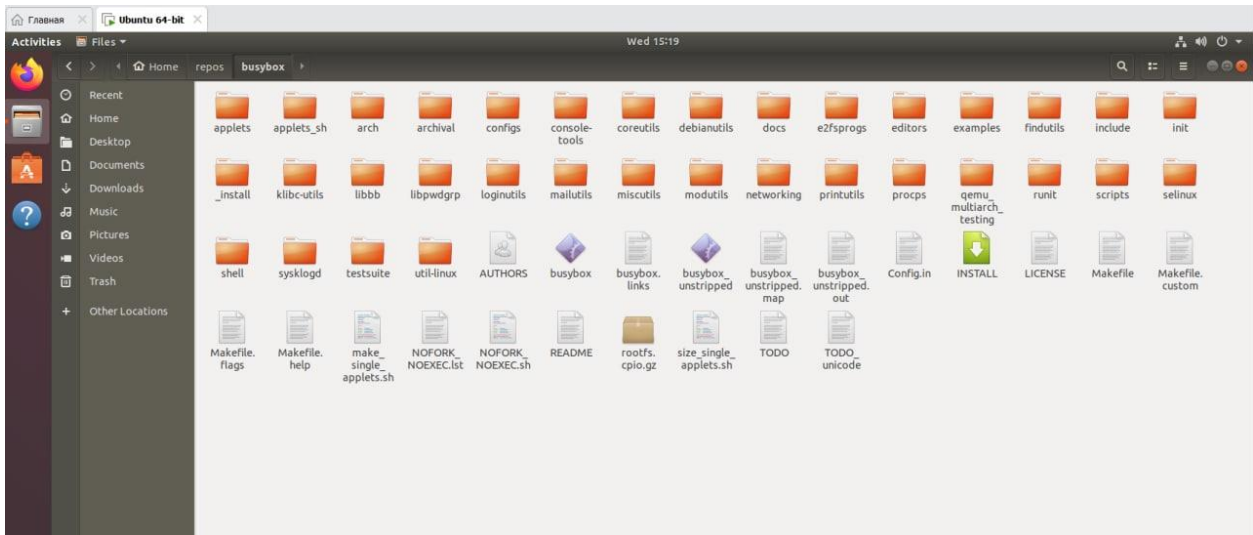 Главная
Ubuntu 64-bit
Activities Files Wed 15:19
Home repos busybox
Recent
Home
Desktop
Documents
Downloads
Music
Pictures
Videos
Trash
Other Locations
applets applets_sh arch archival configs console- coreutils debianutils docs e2fsprogs editors examples findutils include init
tools
_install klibc-utils libbb libpwdgrp loginutils mailutils miscutils modutils networking printutils procps qemu_ runit scripts selinux
multiarch_
testing
shell sysklogd testsuite util-linux AUTHORS busybox busybox. busybox_ busybox_ busybox_ Config.in INSTALL LICENSE Makefile Makefile.
links unstripped unstripped. unstripped. custom
map out
Makefile. Makefile. make_ NOFORK_ NOFORK_ README rootfs. size_single_ TODO TODO_
flags help single_ NOEXEC.lst NOEXEC.sh cpio.gz applets.sh unicode
applets.sh